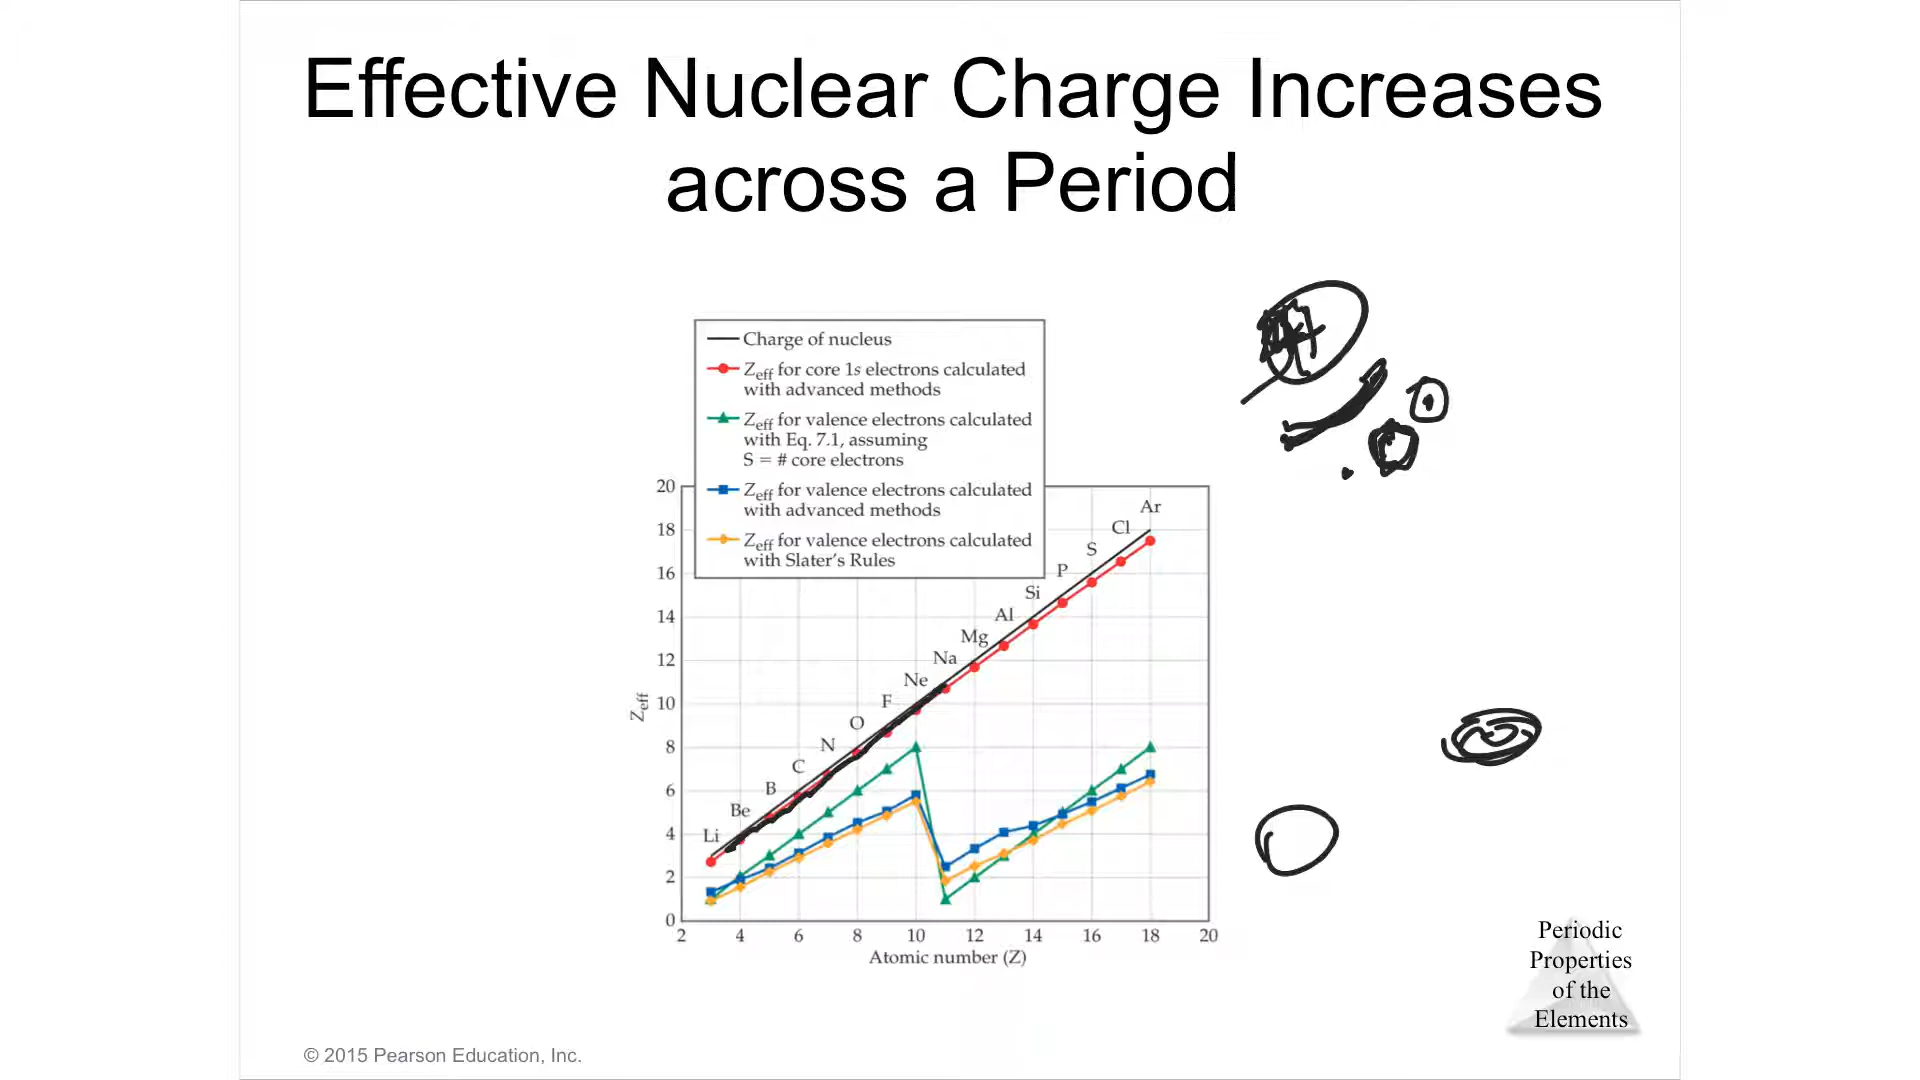 Effective Nuclear Charge Increases
across a Period
Charge of nucleus
Zeff for core 1s electrons calculated
with advanced methods
Zeff for valence electrons calculated
with Eq. 7.1, assuming
S = # core electrons
Zeff for valence electrons calculated
with advanced methods
Zeff for valence electrons calculated
with Slater's Rules
20
18
16
14
12
10
8
6
4
2
0
Zeff
Li
Be
B
C
N
O
F
Ne
Na
Mg
Al
Si
P
S
Cl
Ar
2 4 6 8 10 12 14 16 18 20
Atomic number (Z)
Periodic
Properties
of the
Elements
© 2015 Pearson Education, Inc.